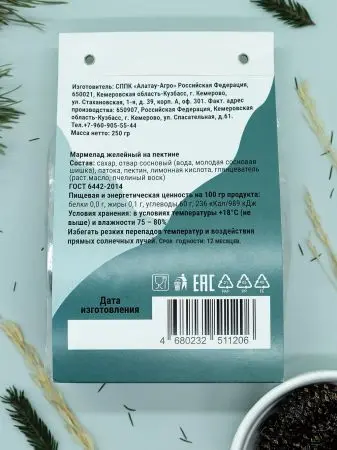 Изготовитель: СППК «Алатау-Агро» Российская Федерация,
650021, Кемеровская область-Кузбасс, г. Кемерово,
ул. Стахановская, 1-я, д. 39, корп. А, оф. 301. Факт. адрес
производства: 650907, Российская Федерация, Кемеровская
область-Кузбасс, г. Кемерово, ул. Спасательная, д.61.
Тел.+7-960-905-55-44
Масса нетто: 250 гр
Мармелад желейный на пектине
Состав: сахар, отвар сосновый (вода, молодая сосновая
шишка), патока, пектин, лимонная кислота, глянцеватель
(раст.масло, пчелиный воск)
ГОСТ 6442-2014
Пищевая и энергетическая ценность на 100 гр продукта:
белки 0,0 г, жиры 0,1 г, углеводы 60 г; 236 кКал/989 кДж
Условия хранения: в условиях температуры +18°С (не
выше) и влажности 75 – 80%
Избегать резких перепадов температур и воздействия
прямых солнечных лучей. Срок годности: 12 месяцев.
EAC
Дата
изготовления
4 680232 511206